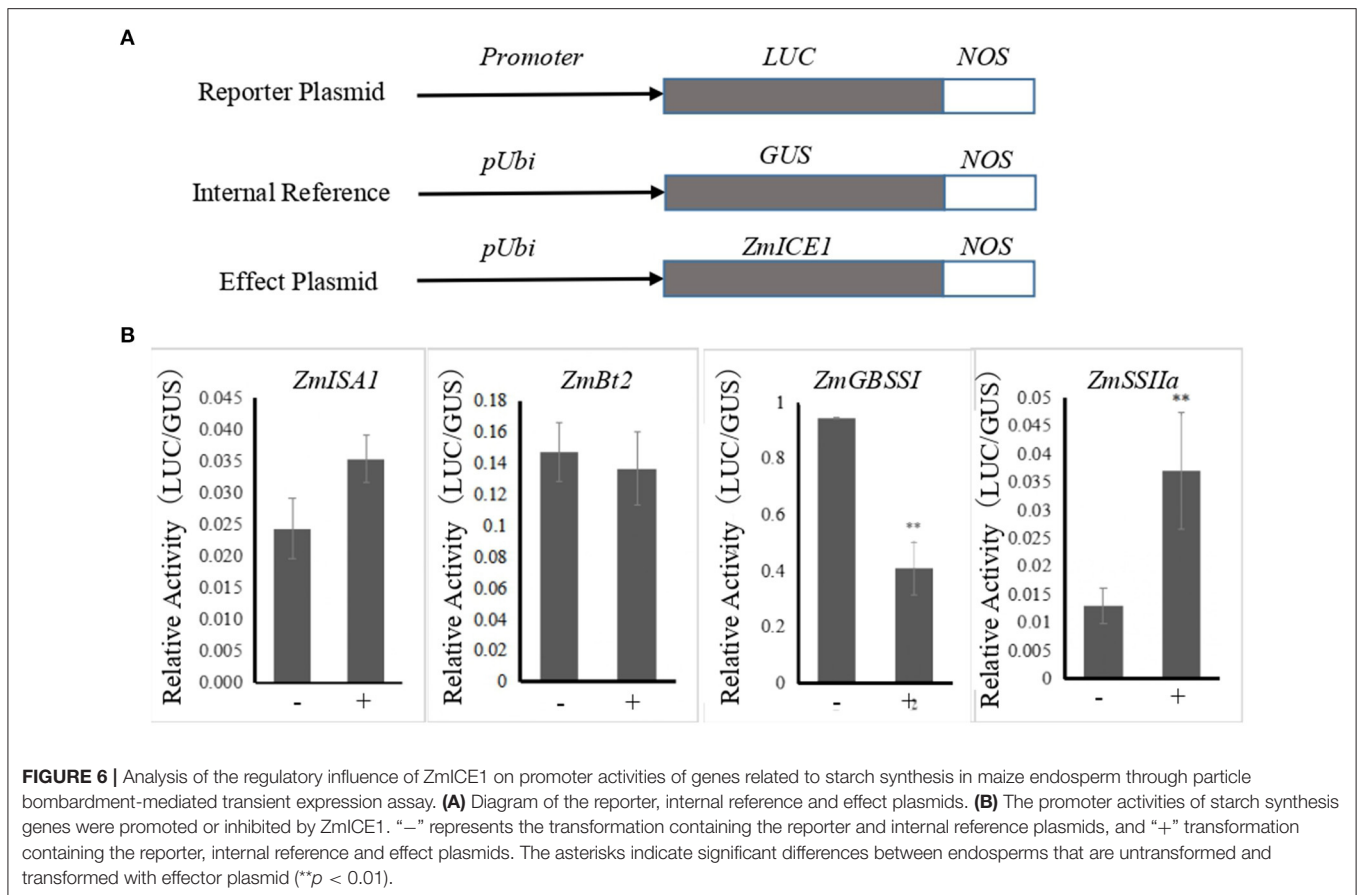 A
Promoter LUC NOS
Reporter Plasmid
pUbi GUS NOS
Internal Reference
pUbi ZmICE1 NOS
Effect Plasmid
B
ZmISA1
Relative Activity（LUC/GUS）
0.045
0.040
0.035
0.030
0.025
0.020
0.015
0.010
0.005
0.000
- +
ZmBt2
Relative Activity（LUC/GUS）
0.18
0.16
0.14
0.12
0.1
0.08
0.06
0.04
0.02
0
- +
ZmGBSSI
Relative Activity（LUC/GUS）
1
0.8
0.6
0.4
0.2
0
**
- +
2
ZmSSIIa
Relative Activity（LUC/GUS）
0.05
0.045
0.04
0.035
0.03
0.025
0.02
0.015
0.01
0.005
0
**
- +
FIGURE 6 | Analysis of the regulatory influence of ZmICE1 on promoter activities of genes related to starch synthesis in maize endosperm through particle
bombardment-mediated transient expression assay. (A) Diagram of the reporter, internal reference and effect plasmids. (B) The promoter activities of starch synthesis
genes were promoted or inhibited by ZmICE1. “−” represents the transformation containing the reporter and internal reference plasmids, and “+” transformation
containing the reporter, internal reference and effect plasmids. The asterisks indicate significant differences between endosperms that are untransformed and
transformed with effector plasmid (**p < 0.01).